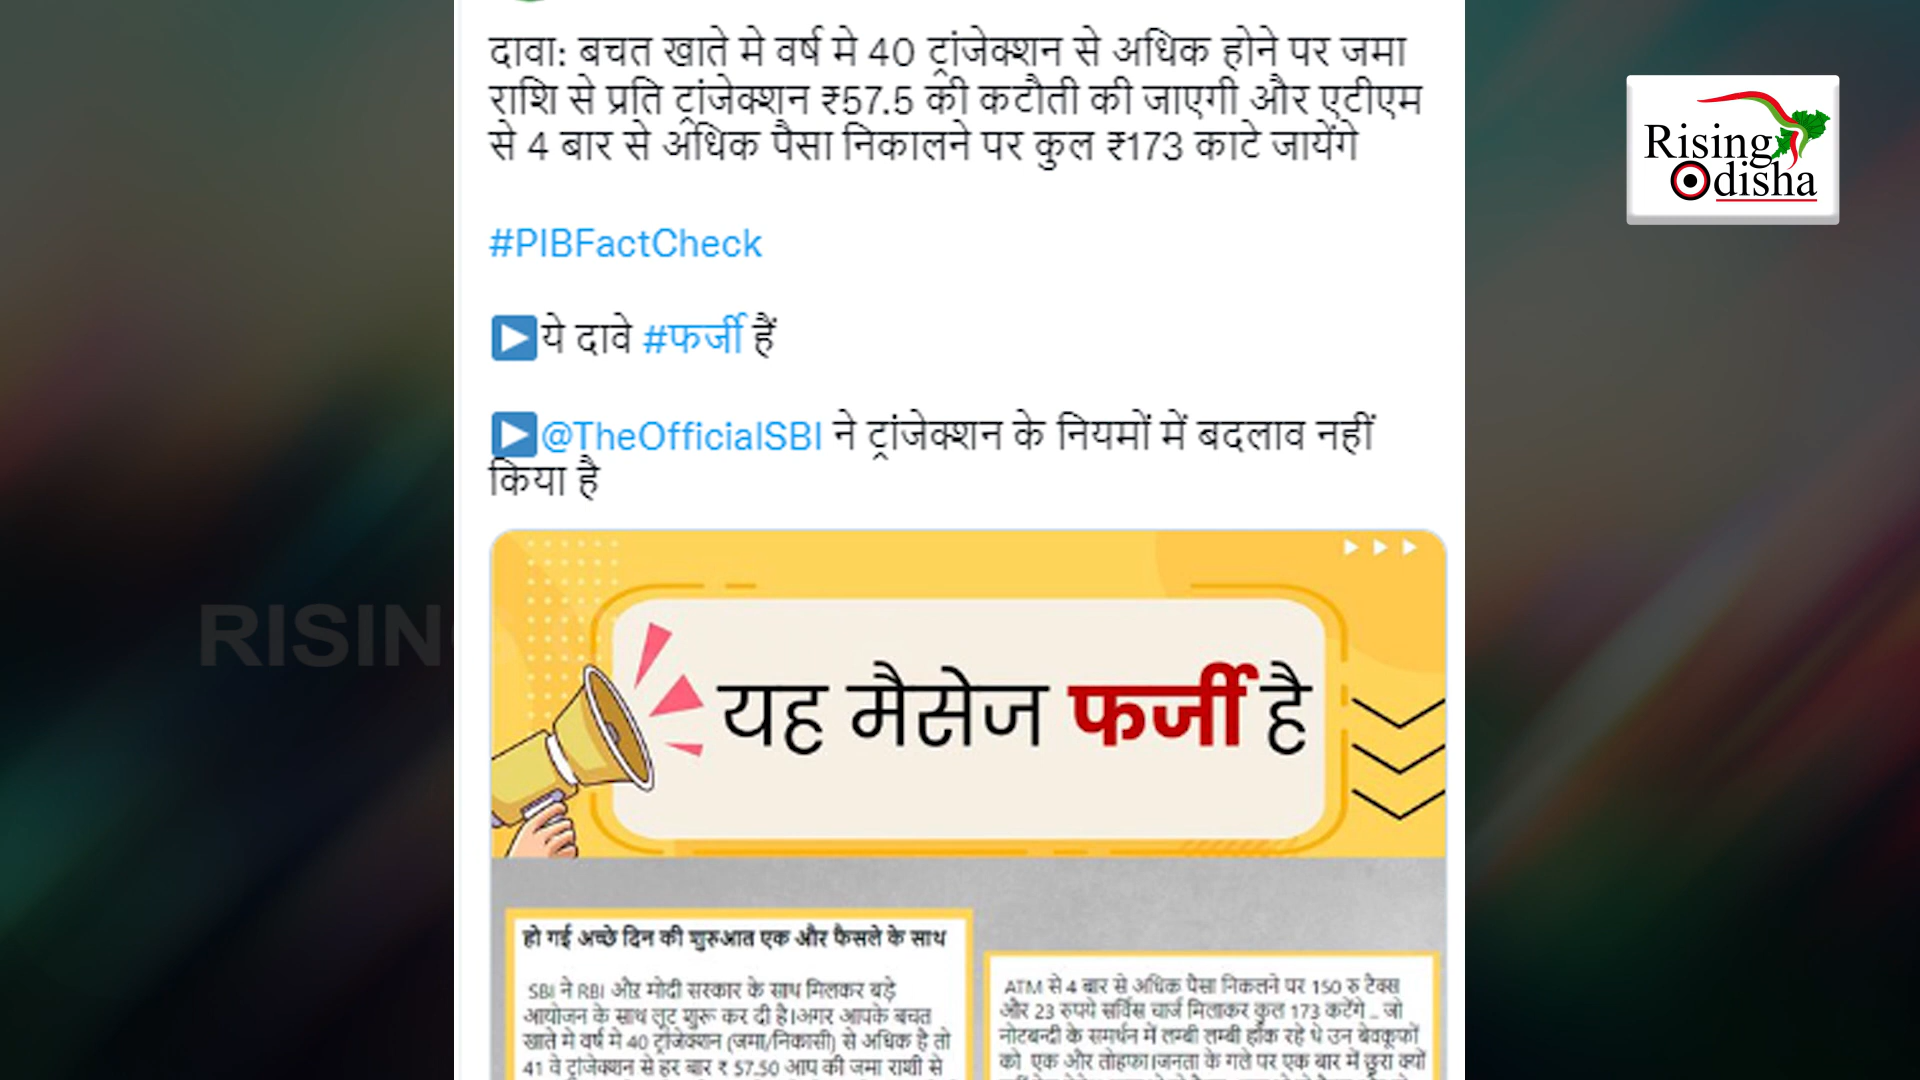 दावा: बचत खाते मे वर्ष मे 40 ट्रांजेक्शन से अधिक होने पर जमा
राशि से प्रति ट्रांजेक्शन ₹57.5 की कटौती की जाएगी और एटीएम
से 4 बार से अधिक पैसा निकालने पर कुल ₹173 काटे जायेंगे
#PIBFactCheck
ये दावे #फर्जी हैं
@TheOfficialSBI ने ट्रांजेक्शन के नियमों में बदलाव नहीं
किया है
Rising
Odisha
RISIN
यह मैसेज फर्जी है
हो गई अच्छे दिन की शुरुआत एक और फैसले के साथ
SBI ने RBI और मोदी सरकार के साथ मिलकर बड़े
आयोजन के साथ लूट शुरू कर दी है।अगर आपके बचत
खाते मे वर्ष मे 40 ट्रांजेक्शन (जमा/निकासी) से अधिक है तो
41 वे ट्रांजेक्शन से हर बार ₹ 57.50 आप की जमा राशी से
ATM से 4 बार से अधिक पैसा निकलने पर 150 रु टैक्स
और 23 रुपये सर्विस चार्ज मिलाकर कुल 173 कटेंगे .. जो
नोटबन्दी के समर्थन में लम्बी लम्बी हाँक रहे थे उन बेवकूफों
को एक और तोहफा।जनता के गले पर एक बार में छुरा क्यों